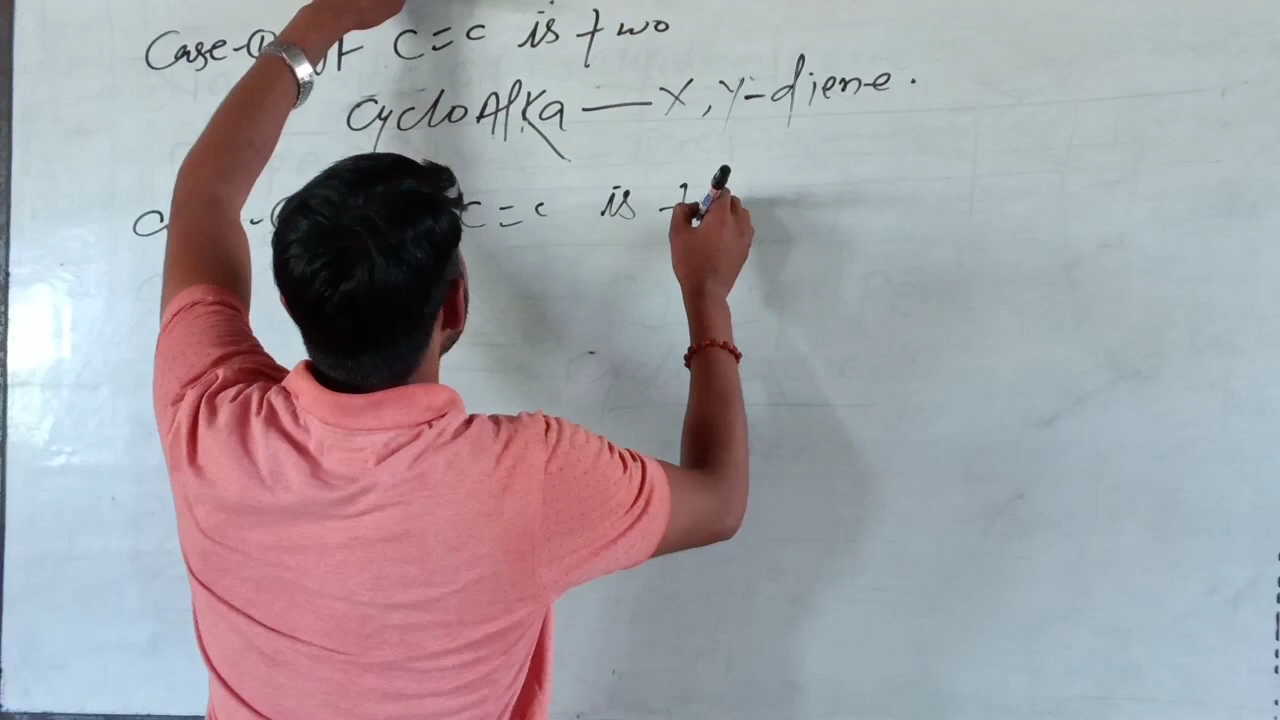 Case-① If C=C is two
CycloAlka — X, Y-diene.
C=C is